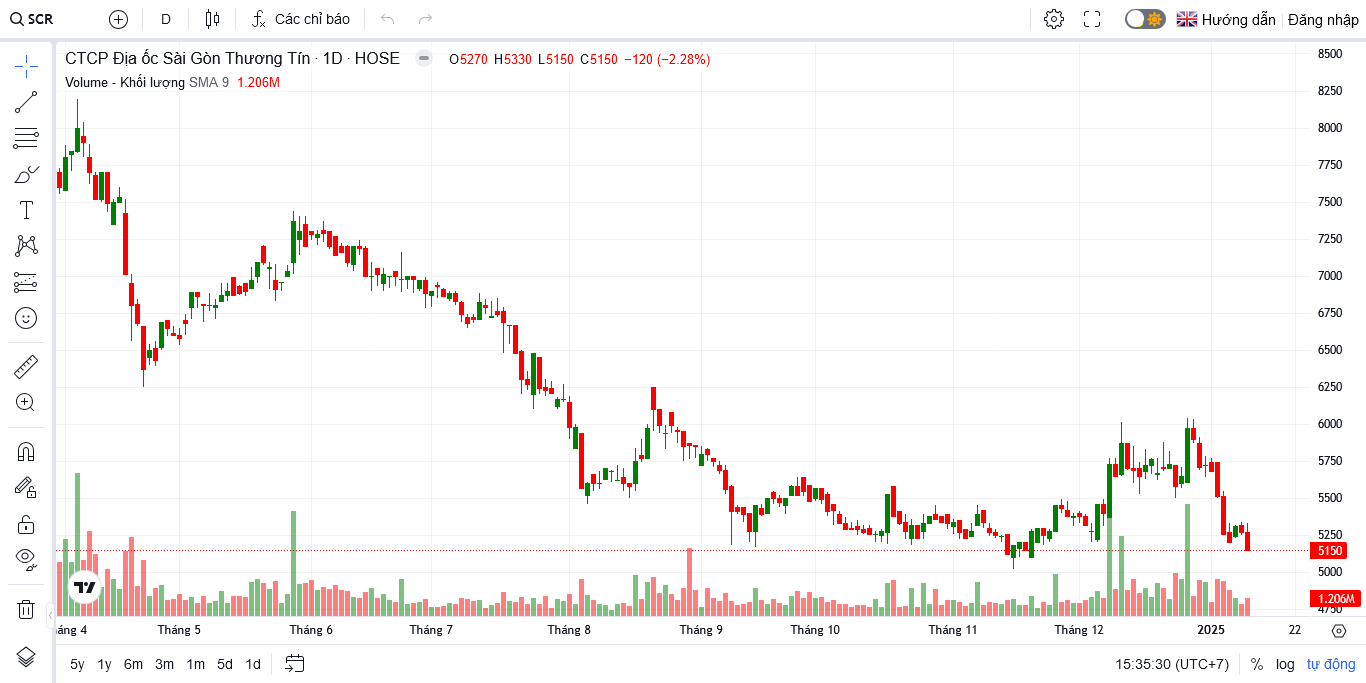 SCR D Các chỉ báo Hướng dẫn Đăng nhập
CTCP Địa ốc Sài Gòn Thương Tín · 1D · HOSE O5270 H5330 L5150 C5150 −120 (−2.28%)
Volume - Khối lượng SMA 9 1.206M
8500
8250
8000
7750
7500
7250
7000
6750
6500
6250
6000
5750
5500
5250
5150
5000
1.206M
4750
áng 4 Tháng 5 Tháng 6 Tháng 7 Tháng 8 Tháng 9 Tháng 10 Tháng 11 Tháng 12 2025 22
5y 1y 6m 3m 1m 5d 1d 15:35:30 (UTC+7) % log tự động